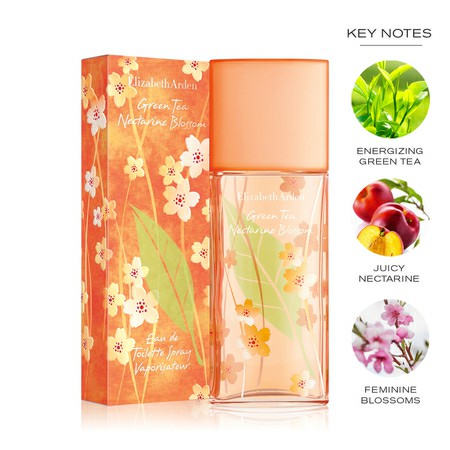 KEY NOTES
ElizabethArden
Green Tea
Nectarine Blossom
Eau de
Toilette Spray
Vaporisateur
ElizabethArden
Green Tea
Nectarine Blossom
ENERGIZING
GREEN TEA
JUICY
NECTARINE
FEMININE
BLOSSOMS